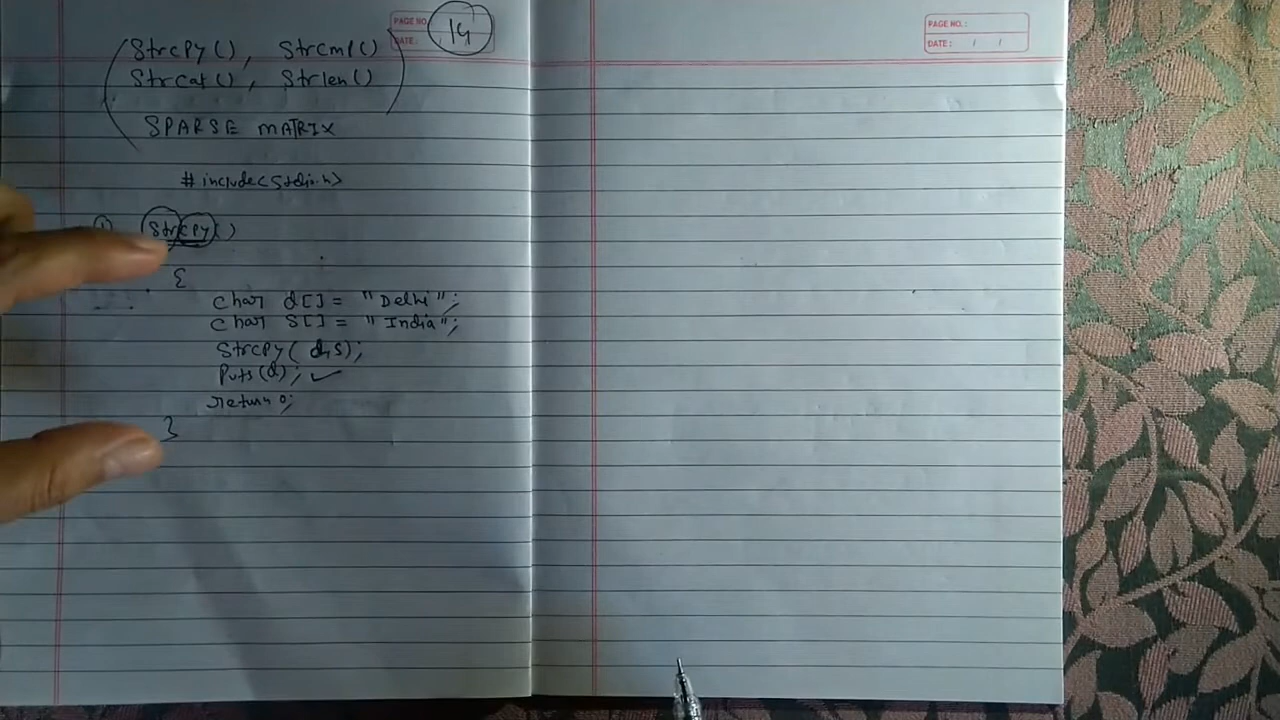 PAGE NO. 14
DATE: / /
strcpy(), strcmp()
strcat(), strlen()
SPARSE MATRIX
#include<stdio.h>
① strcpy()
{
char d[] = "Delhi";
char s[] = "India";
strcpy(d,s);
puts(d); ✓
return 0;
}
PAGE NO.:
DATE: / /